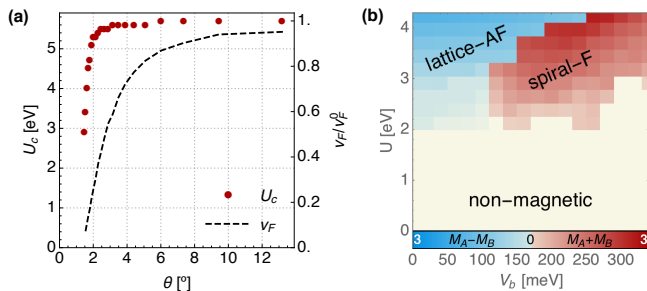 (a)
5
4
3
2
1
0
U_c [eV]
1
0.8
0.6
0.4
0.2
0
v_F/v_F^0
U_c
v_F
0 2 4 6 8 10 12
θ [º]
(b)
4
3
2
1
0
U [eV]
lattice-AF
spiral-F
non-magnetic
3 M_A-M_B 0 M_A+M_B 3
0 50 100 150 200 250 300
V_b [meV]